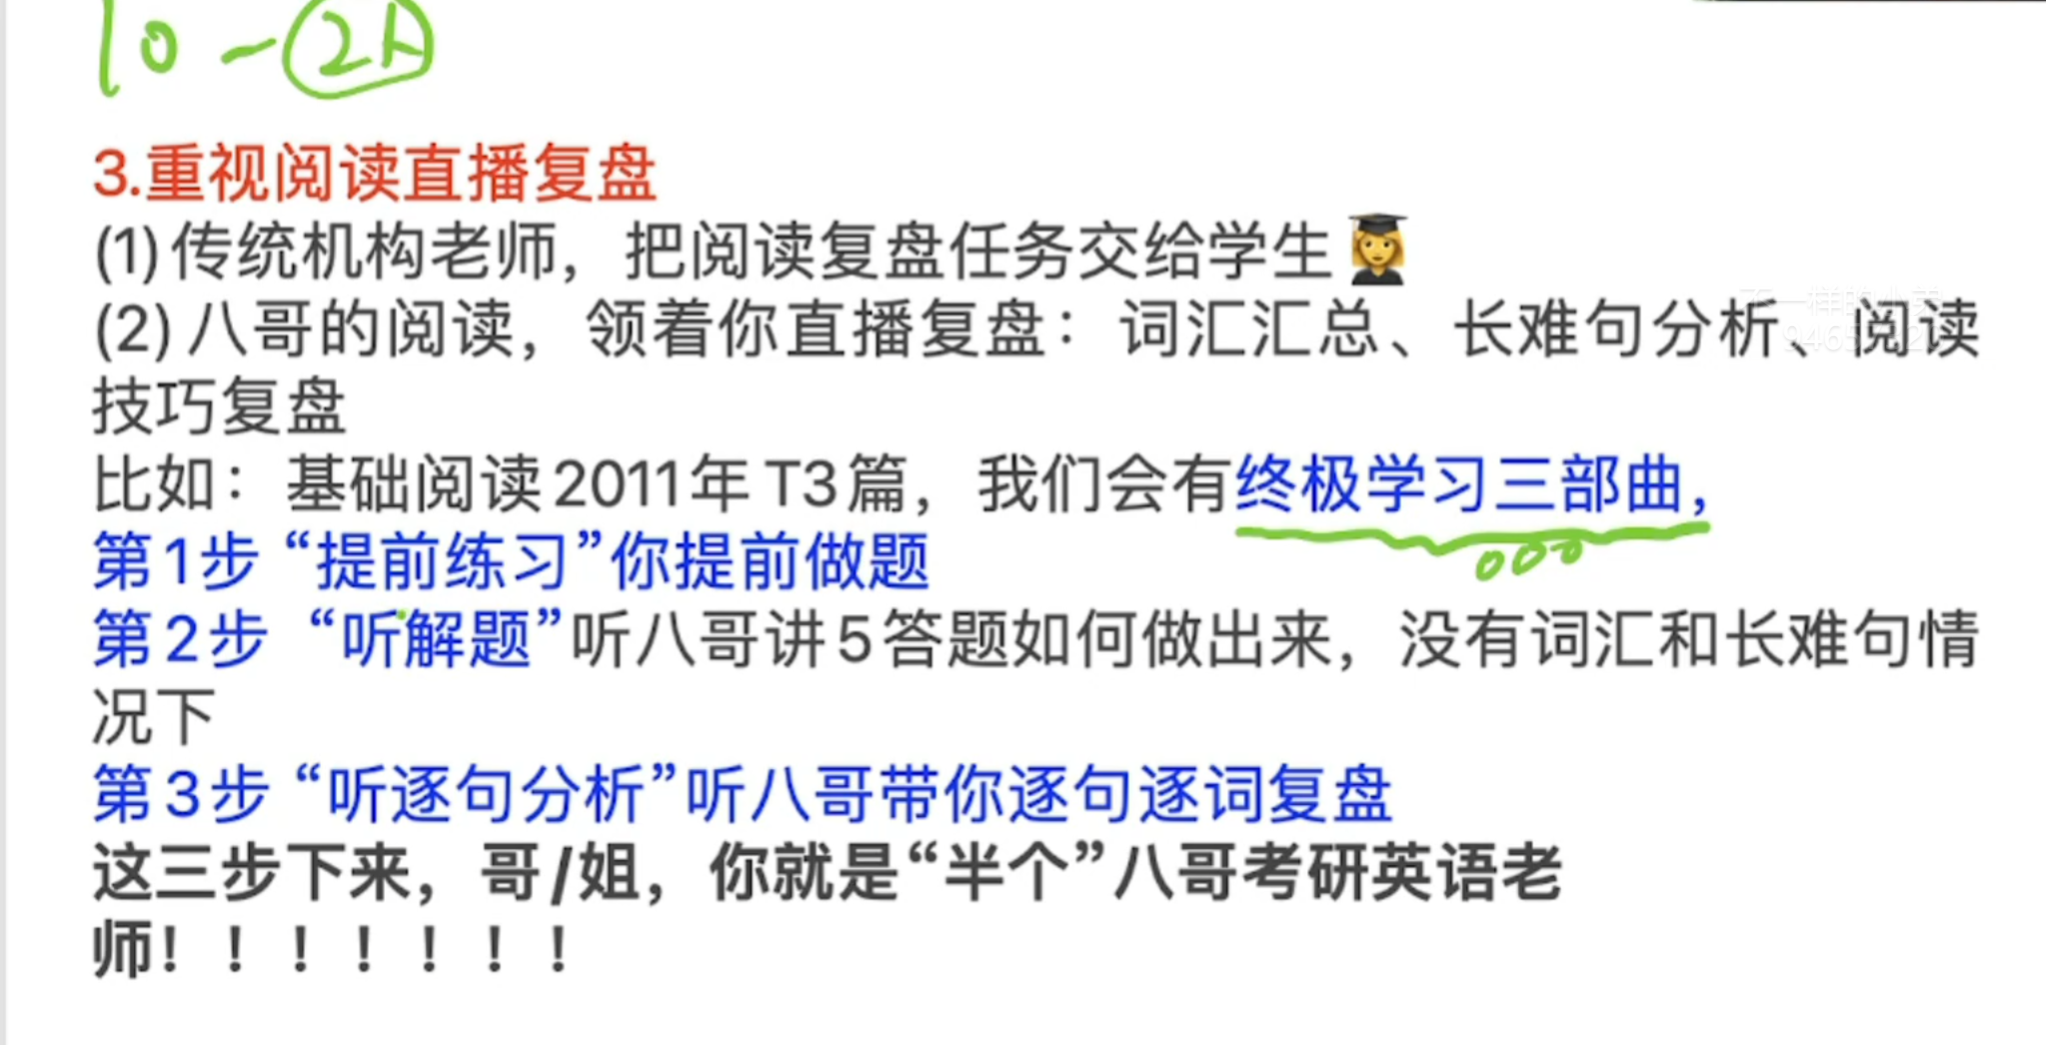 10-2h
3.重视阅读直播复盘
(1)传统机构老师，把阅读复盘任务交给学生👩‍🎓
(2)八哥的阅读，领着你直播复盘：词汇汇总、长难句分析、阅读
技巧复盘
比如：基础阅读2011年T3篇，我们会有终极学习三部曲，
第1步“提前练习”你提前做题
第2步 “听解题”听八哥讲5答题如何做出来，没有词汇和长难句情
况下
第3步 “听逐句分析”听八哥带你逐句逐词复盘
这三步下来，哥/姐，你就是“半个”八哥考研英语老
师！！！！！！！